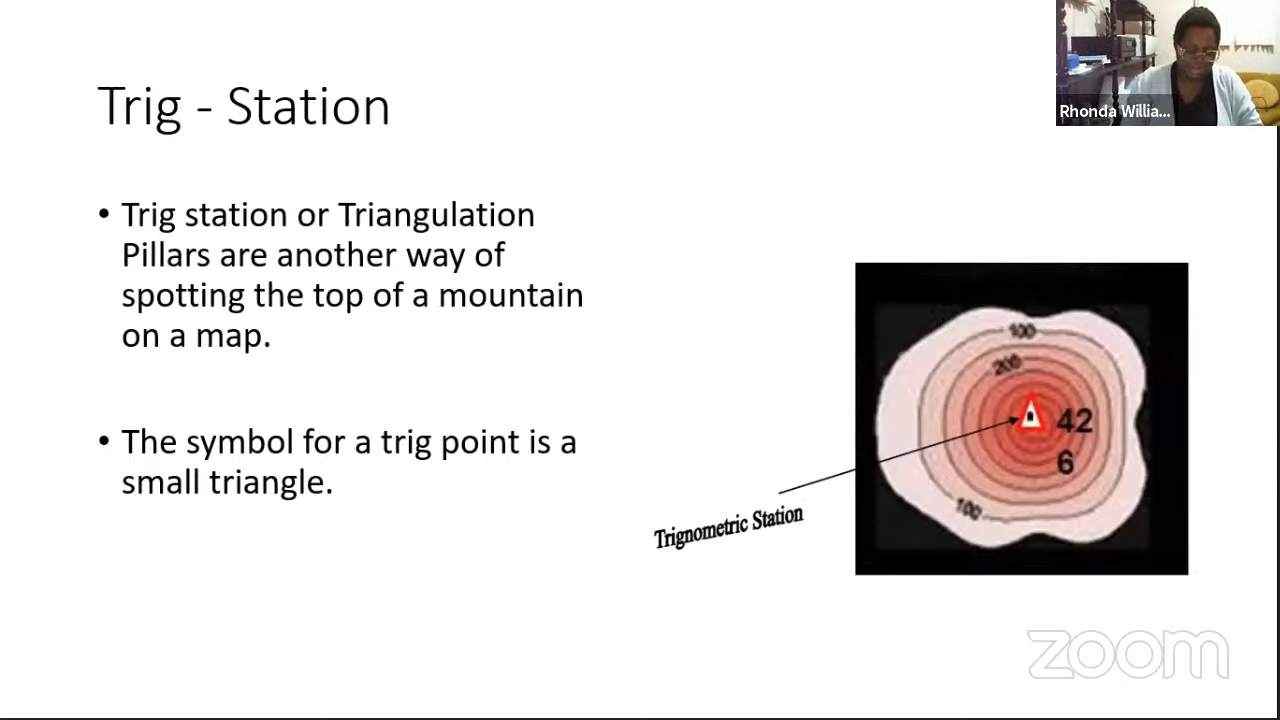 Rhonda Willia...
Trig - Station
• Trig station or Triangulation
Pillars are another way of
spotting the top of a mountain
on a map.
• The symbol for a trig point is a
small triangle.
100
200
42
6
100
Trignometric Station
zoom